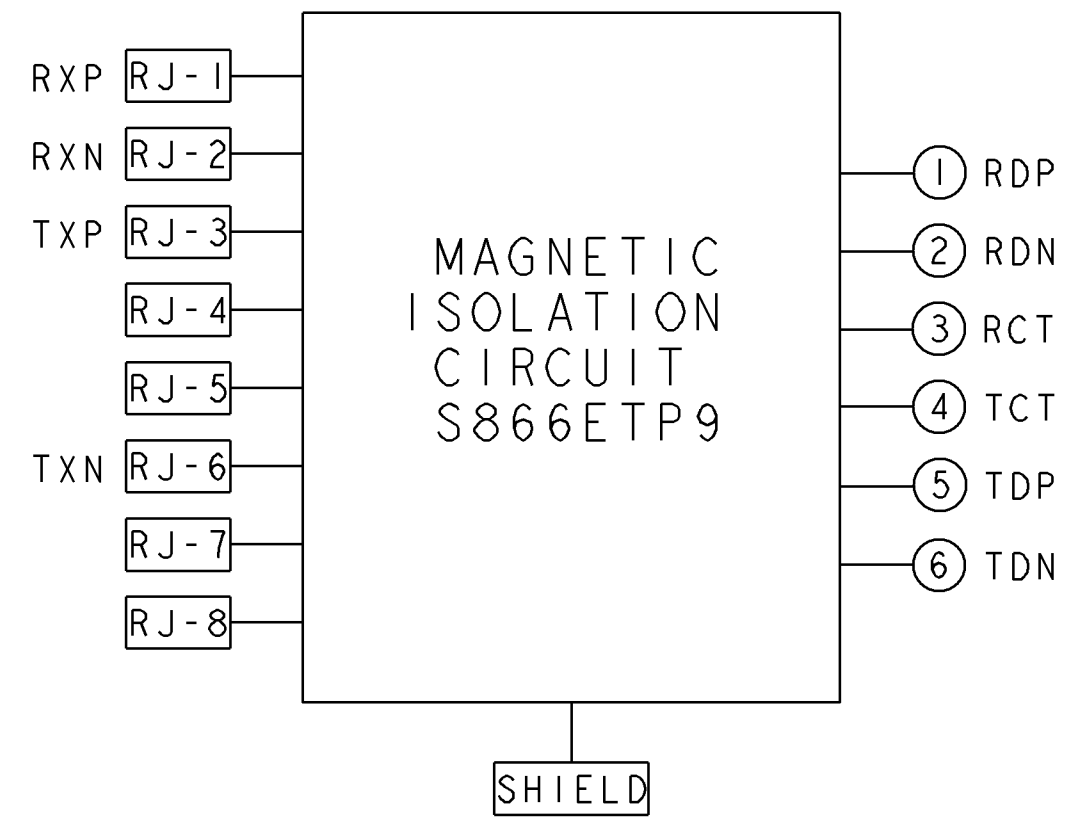 RXP RJ-1
RXN RJ-2
TXP RJ-3
RJ-4
RJ-5
TXN RJ-6
RJ-7
RJ-8
MAGNETIC
ISOLATION
CIRCUIT
S866ETP9
1 RDP
2 RDN
3 RCT
4 TCT
5 TDP
6 TDN
SHIELD